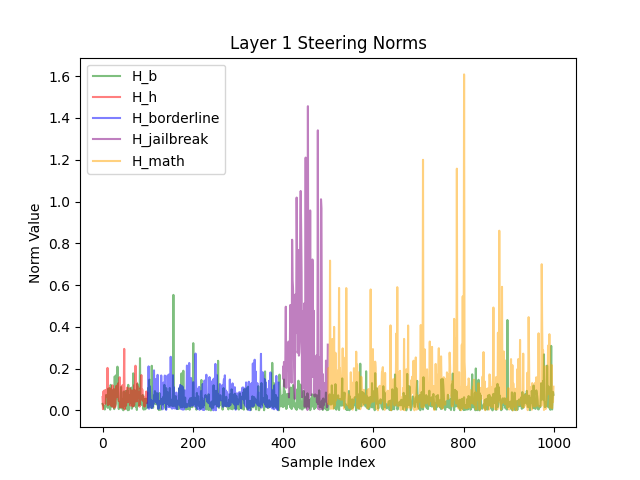 Layer 1 Steering Norms
H_b
H_h
H_borderline
H_jailbreak
H_math
Norm Value
1.6
1.4
1.2
1.0
0.8
0.6
0.4
0.2
0.0
0
200
400
600
800
1000
Sample Index